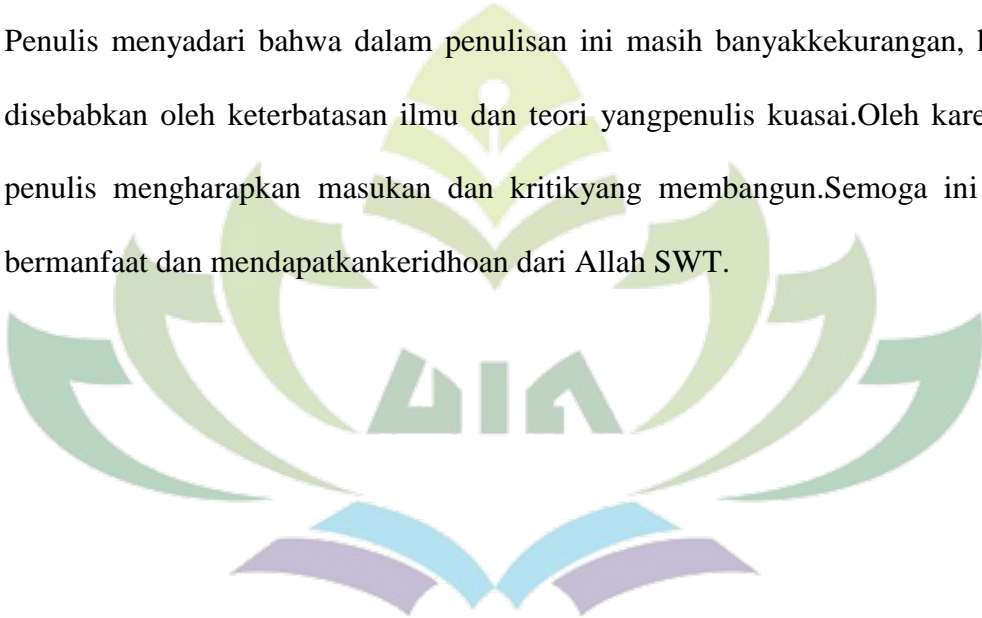 Penulis menyadari bahwa dalam penulisan ini masih banyakkekurangan,
disebabkan oleh keterbatasan ilmu dan teori yangpenulis kuasai.Oleh
penulis mengharapkan masukan dan kritikyang membangun.Semoga ini
bermanfaat dan mendapatkankeridhoan dari Allah SWT.
UIN